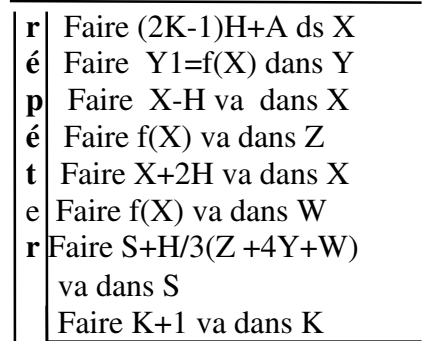 r Faire (2K-1)H+A ds X
é Faire Y1=f(X) dans Y
p Faire X-H va dans X
é Faire f(X) va dans Z
t Faire X+2H va dans X
e Faire f(X) va dans W
r Faire S+H/3(Z +4Y+W)
va dans S
Faire K+1 va dans K